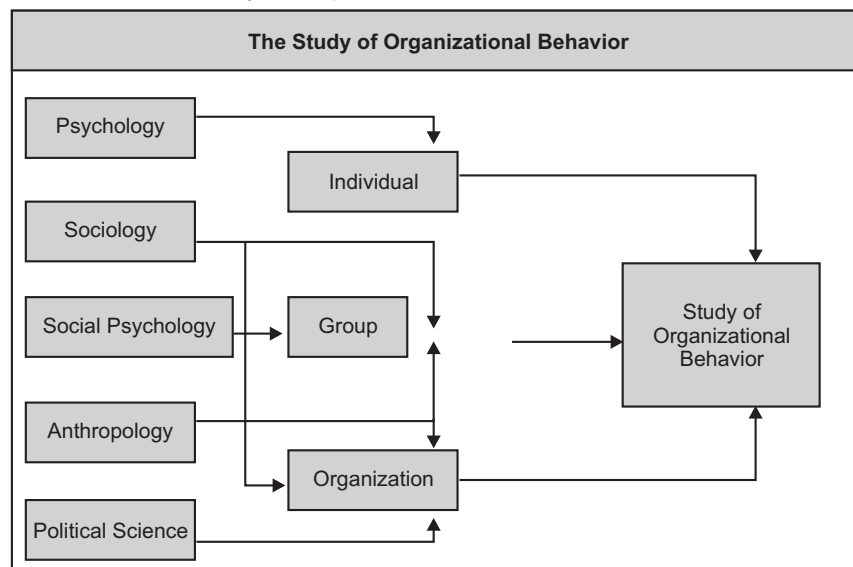 The Study of Organizational Behavior
Psychology
Individual
Sociology
Social Psychology
Group
Study of
Organizational
Behavior
Anthropology
Organization
Political Science